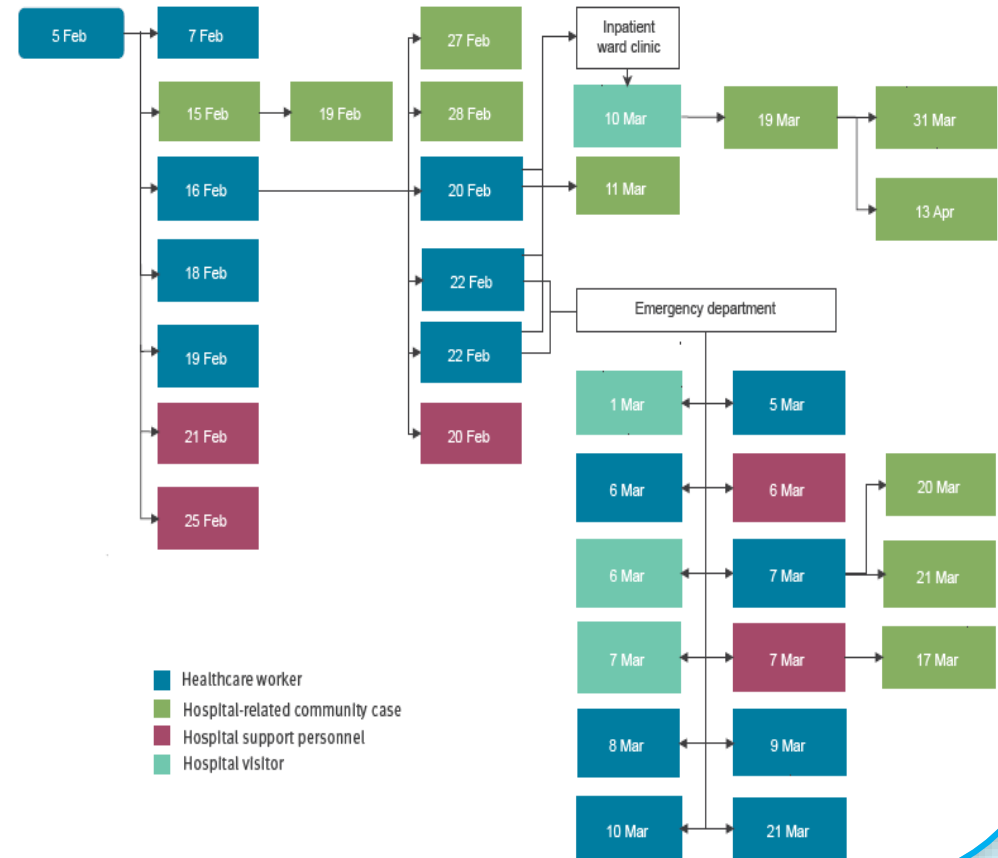 5 Feb
7 Feb
15 Feb
19 Feb
16 Feb
18 Feb
19 Feb
21 Feb
25 Feb
27 Feb
28 Feb
20 Feb
22 Feb
22 Feb
20 Feb
Inpatient
ward clinic
10 Mar
19 Mar
31 Mar
13 Apr
11 Mar
Emergency department
1 Mar
5 Mar
6 Mar
6 Mar
20 Mar
6 Mar
7 Mar
21 Mar
7 Mar
7 Mar
17 Mar
8 Mar
9 Mar
10 Mar
21 Mar
Healthcare worker
Hospital-related community case
Hospital support personnel
Hospital visitor